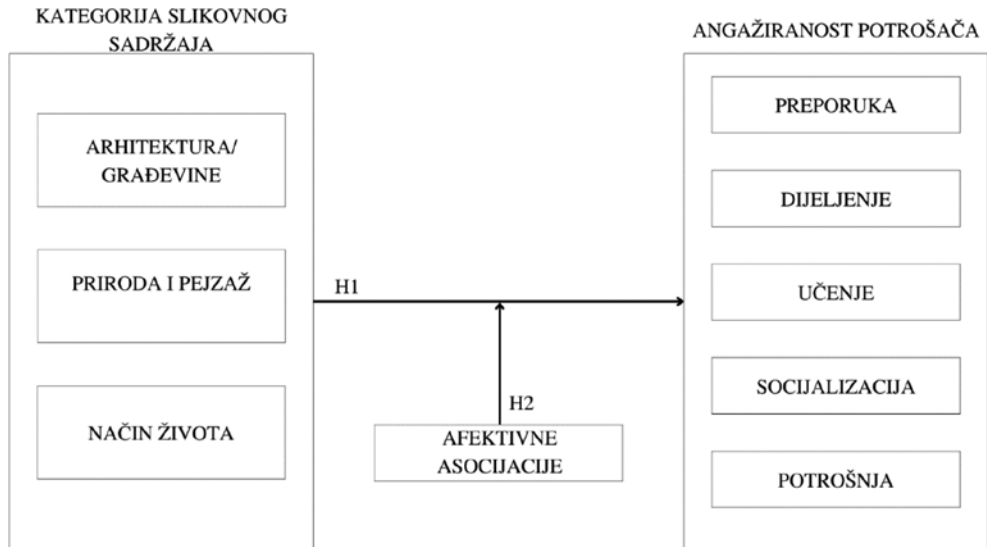 KATEGORIJA SLIKOVNOG
SADRŽAJA
ARHITEKTURA/
GRAĐEVINE
PRIRODA I PEJZAŽ
NAČIN ŽIVOTA
H1
H2
AFEKTIVNE
ASOCIJACIJE
ANGAŽIRANOST POTROŠAČA
PREPORUKA
DIJELJENJE
UČENJE
SOCIJALIZACIJA
POTROŠNJA